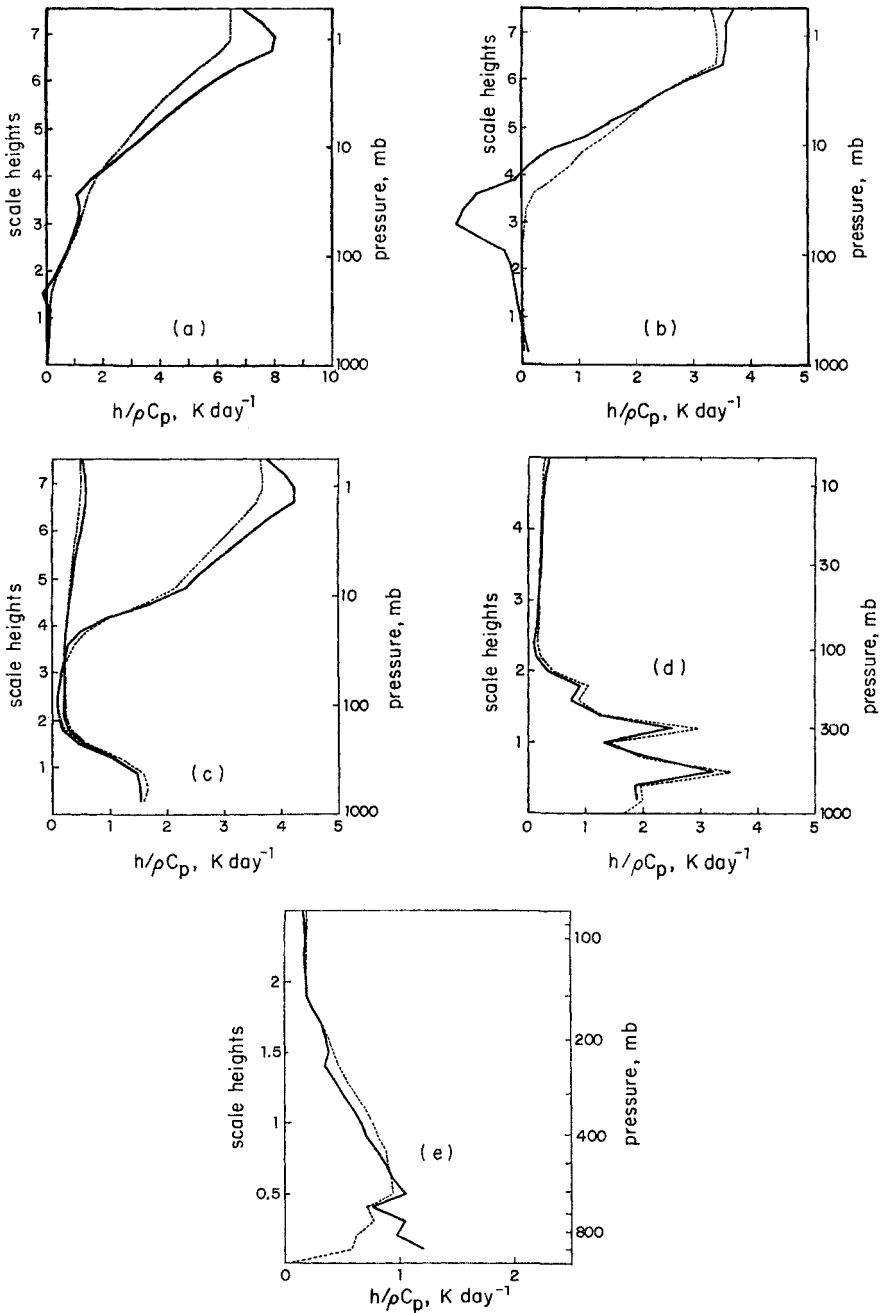 7
6
5
4
3
2
1
scale heights
1
10
100
1000
pressure, mb
(a)
0 2 4 6 8 10
h/ρCp, K day⁻¹
7
6
5
4
3
2
1
scale heights
1
10
100
1000
pressure, mb
(b)
0 1 2 3 4 5
h/ρCp, K day⁻¹
7
6
5
4
3
2
1
scale heights
1
10
100
1000
pressure, mb
(c)
0 1 2 3 4 5
h/ρCp, K day⁻¹
4
3
2
1
scale heights
10
30
100
300
1000
pressure, mb
(d)
0 1 2 3 4 5
h/ρCp, K day⁻¹
2
1.5
1
0.5
scale heights
100
200
400
800
pressure, mb
(e)
0 1 2
h/ρCp, K day⁻¹